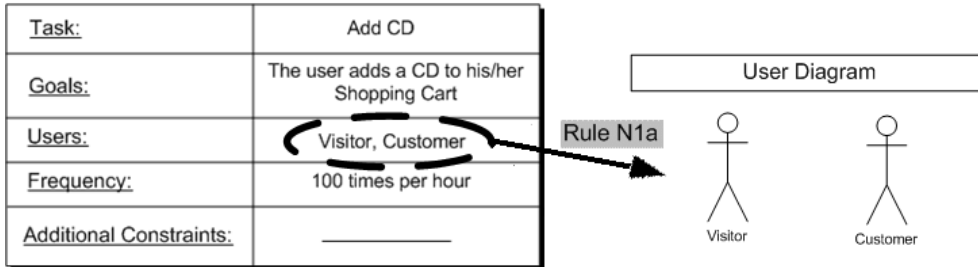 Task:
Add CD
Goals:
The user adds a CD to his/her
Shopping Cart
Users:
Visitor, Customer
Frequency:
100 times per hour
Additional Constraints:
Rule N1a
User Diagram
Visitor
Customer